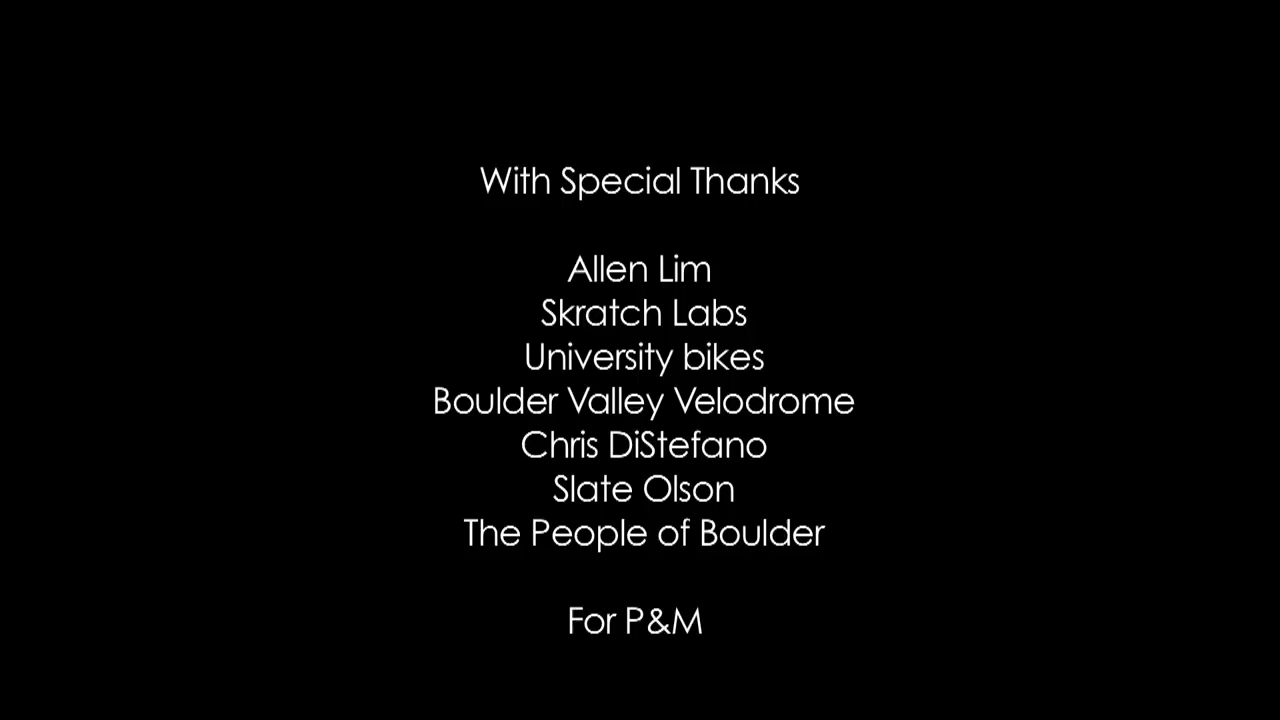 With Special Thanks
Allen Lim
Skratch Labs
University bikes
Boulder Valley Velodrome
Chris DiStefano
Slate Olson
The People of Boulder
For P&M